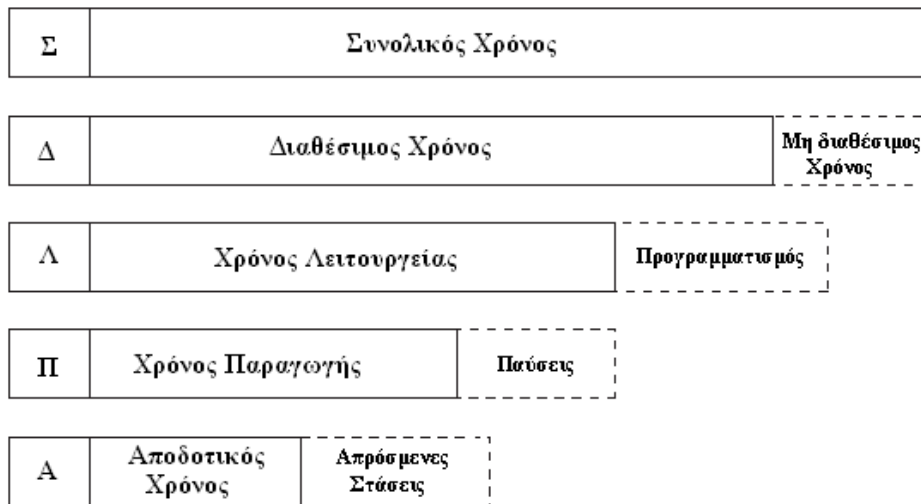 Σ Συνολικός Χρόνος
Δ Διαθέσιμος Χρόνος Μη διαθέσιμος
Χρόνος
Λ Χρόνος Λειτουργείας Προγραμματισμός
Π Χρόνος Παραγωγής Παύσεις
Α Αποδοτικός
Χρόνος Απρόσμενες
Στάσεις